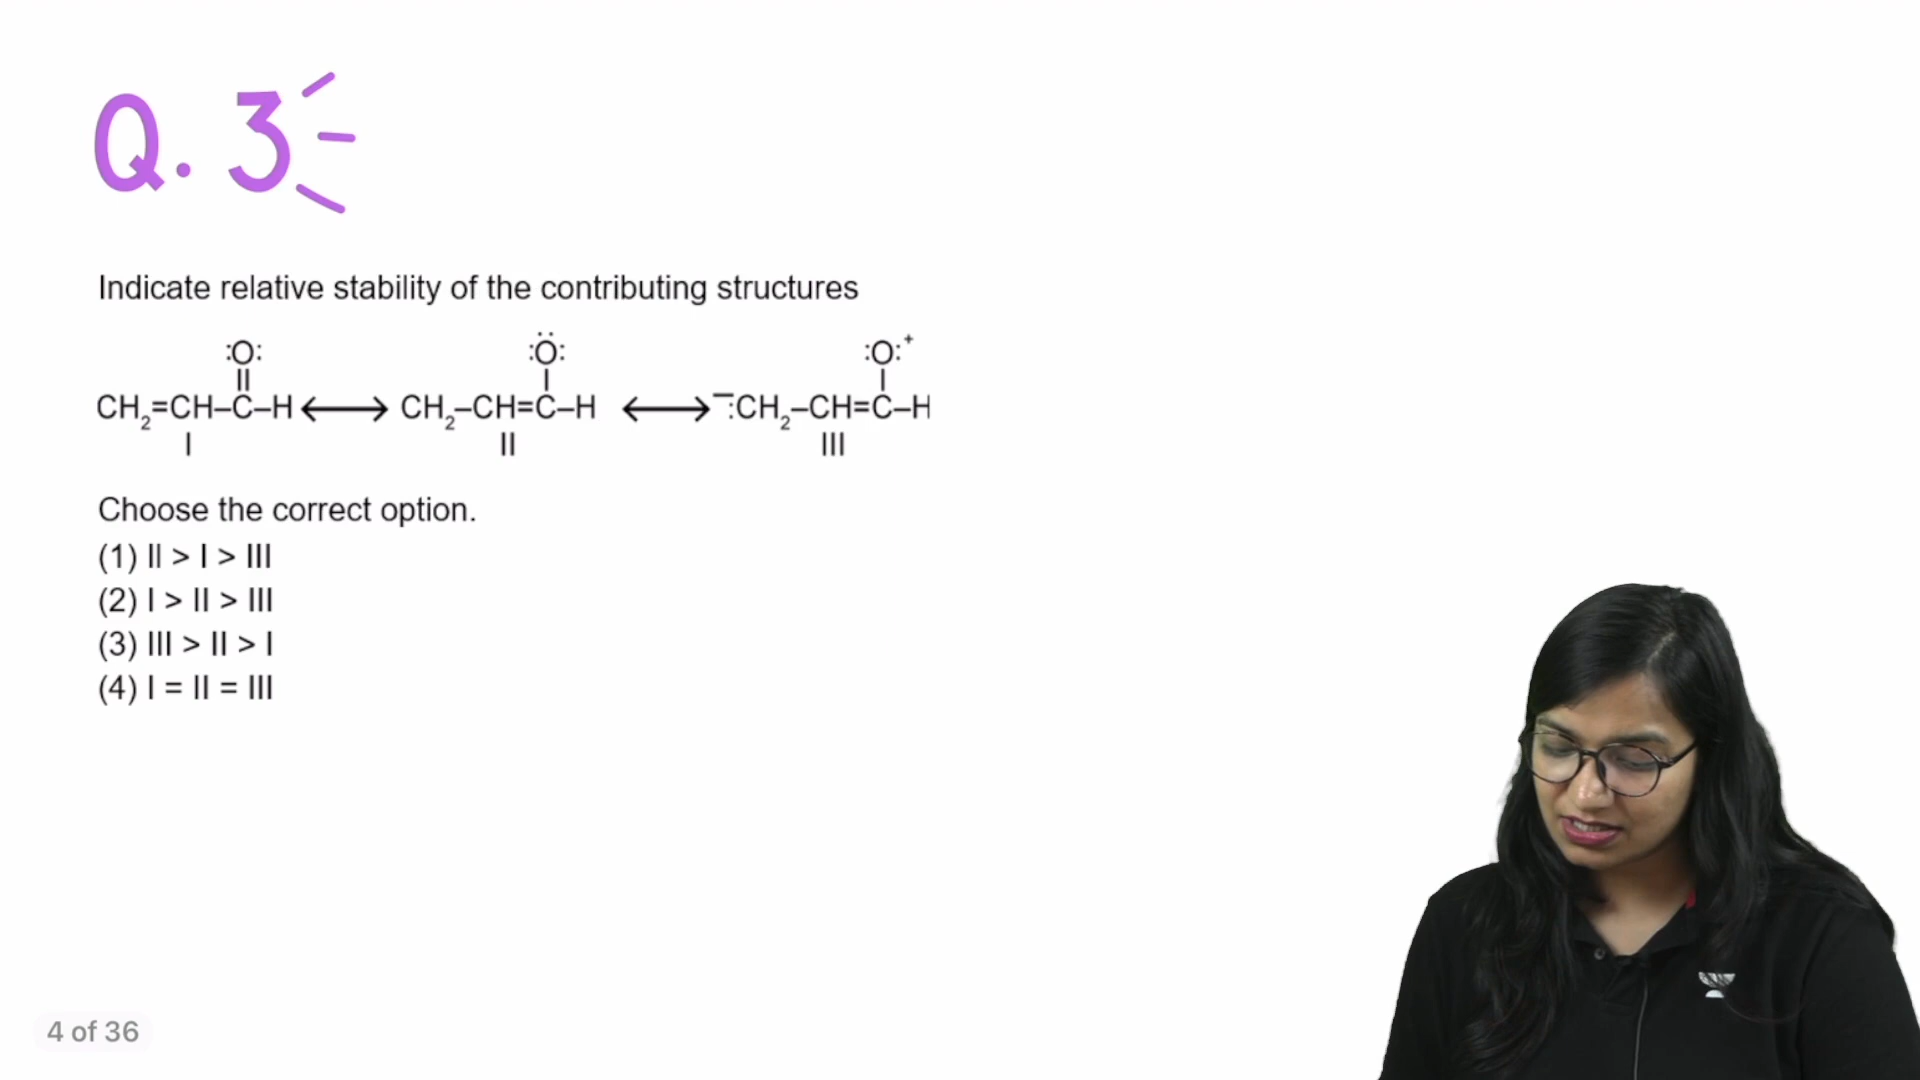 Q. 3
Indicate relative stability of the contributing structures
:O: :Ö: :O:⁺
|| | |
CH₂=CH–C–H ⟷ CH₂–CH=C–H ⟷ ⁻:CH₂–CH=C–H
I II III
Choose the correct option.
(1) II > I > III
(2) I > II > III
(3) III > II > I
(4) I = II = III
4 of 36